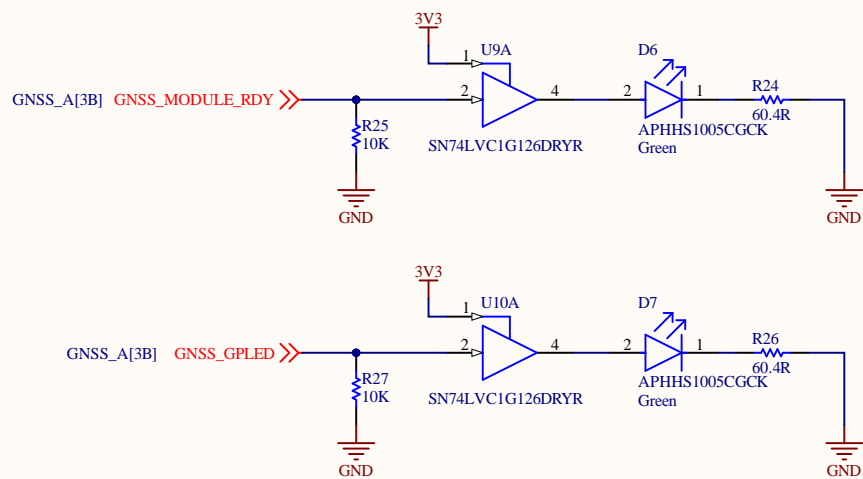 3V3
1
U9A
D6
GNSS_A[3B] GNSS_MODULE_RDY
2
4
2
1
R24
60.4R
R25
10K
SN74LVC1G126DRYR
APHHS1005CGCK
Green
GND
GND
3V3
1
U10A
D7
GNSS_A[3B] GNSS_GPLED
2
4
2
1
R26
60.4R
R27
10K
SN74LVC1G126DRYR
APHHS1005CGCK
Green
GND
GND